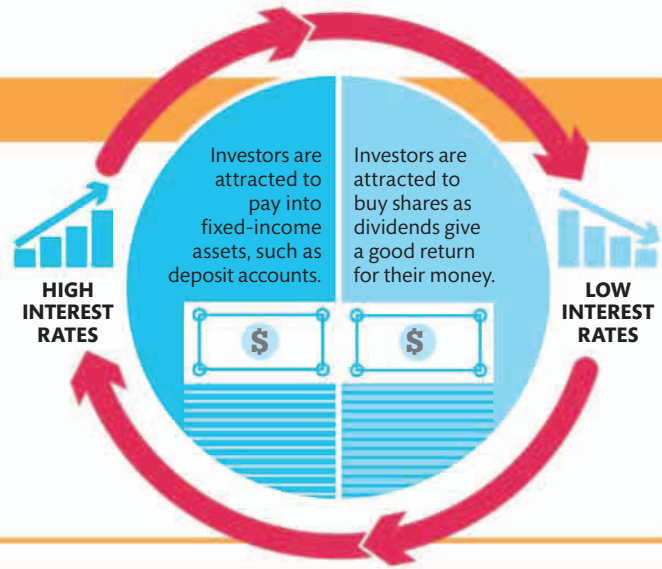 Investors are
attracted to
pay into
fixed-income
assets, such as
deposit accounts.
Investors are
attracted to
buy shares as
dividends give
a good return
for their money.
HIGH
INTEREST
RATES
LOW
INTEREST
RATES
$
$